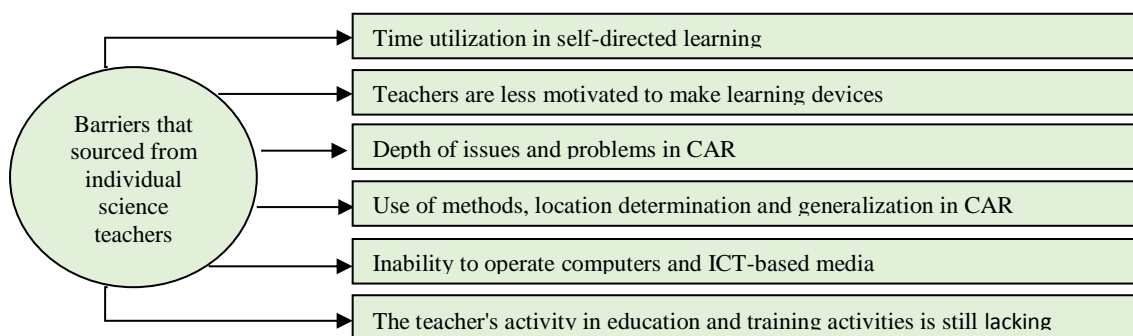 Time utilization in self-directed learning
Teachers are less motivated to make learning devices
Barriers that
sourced from
individual
science
teachers
Depth of issues and problems in CAR
Use of methods, location determination and generalization in CAR
Inability to operate computers and ICT-based media
The teacher's activity in education and training activities is still lacking